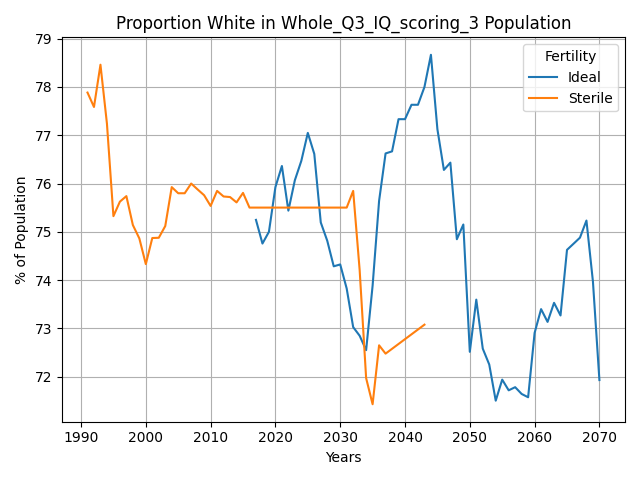 Proportion White in Whole_Q3_IQ_scoring_3 Population
79
78
77
76
75
74
73
72
% of Population
Fertility
Ideal
Sterile
1990 2000 2010 2020 2030 2040 2050 2060 2070
Years